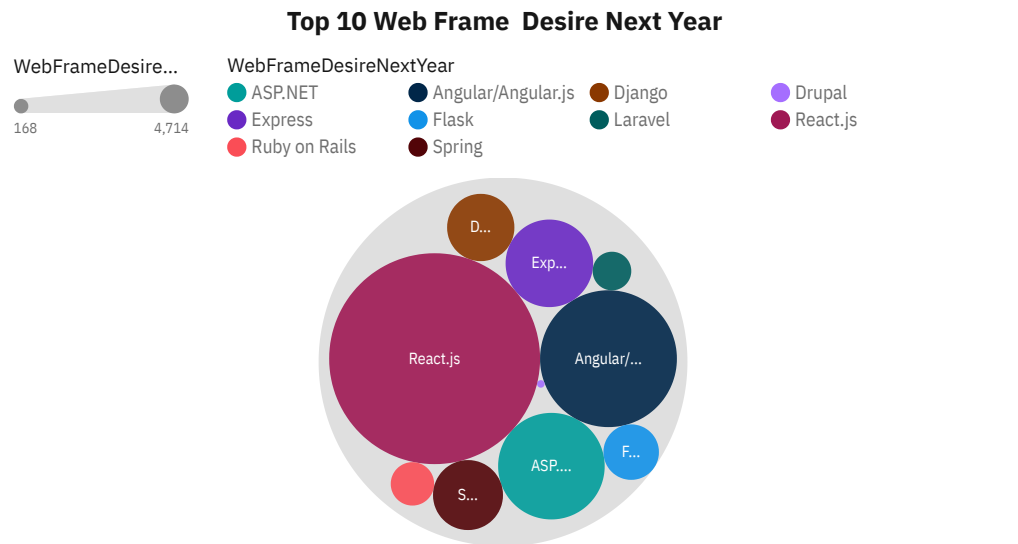 Top 10 Web Frame  Desire Next Year
WebFrameDesire...
168 4,714
WebFrameDesireNextYear
ASP.NET Angular/Angular.js Django Drupal
Express Flask Laravel React.js
Ruby on Rails Spring
D...
Exp...
React.js
Angular/...
F...
ASP....
S...